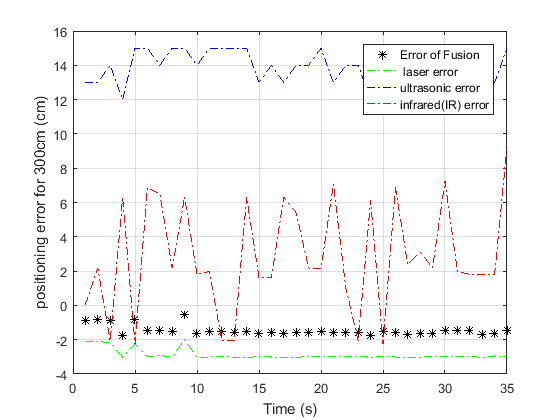 16
14
12
10
8
6
4
2
0
-2
-4
positioning error for 300cm (cm)
Error of Fusion
laser error
ultrasonic error
infrared(IR) error
0 5 10 15 20 25 30 35
Time (s)